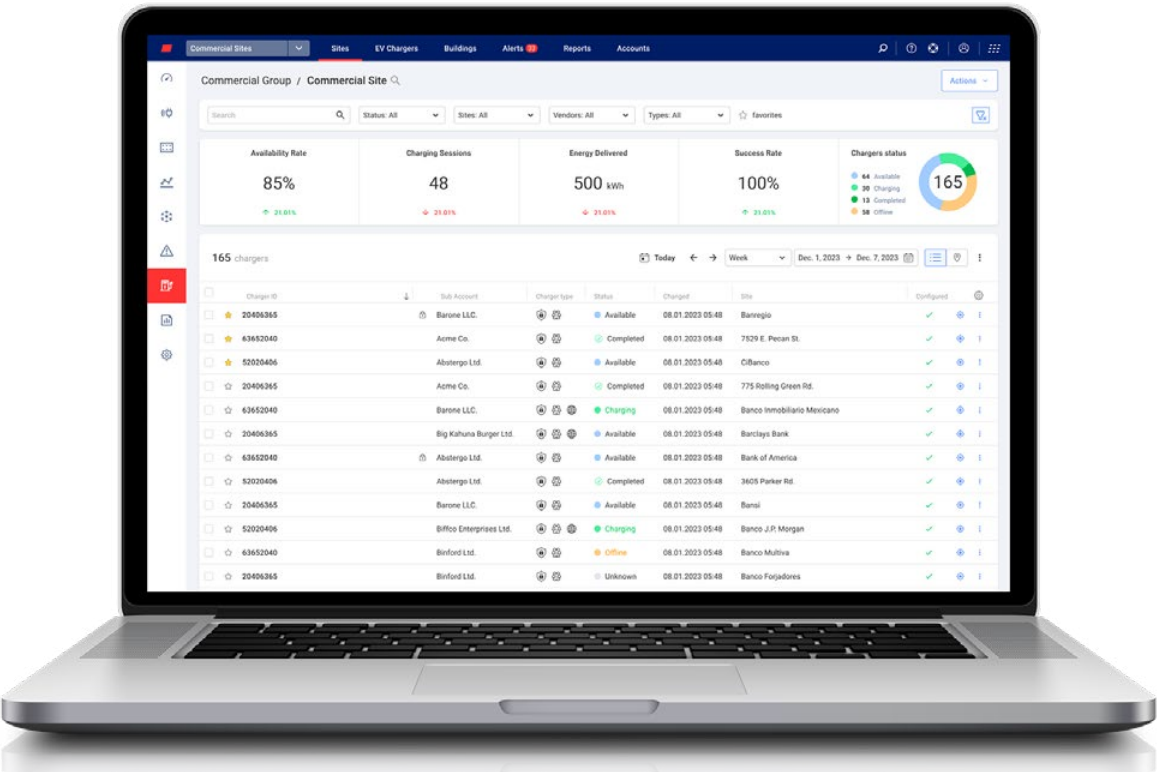 Commercial Sites Sites EV Chargers Buildings Alerts 22 Reports Accounts
Commercial Group / Commercial Site Actions
Search Status: All Sites: All Vendors: All Types: All favorites
Availability Rate Charging Sessions Energy Delivered Success Rate Chargers status
85% 48 500 kWh 100% 165
64 Available
30 Charging
13 Completed
58 Offline
21.01% 21.01% 21.01% 21.01%
165 chargers Today Week Dec. 1, 2023 → Dec. 7, 2023
Charger ID Sub Account Charger type Status Changed Site Configured
20406365 Barone LLC. Available 08.01.2023 05:48 Banregio
63652040 Acme Co. Completed 08.01.2023 05:48 7529 E. Pecan St.
52020406 Abstergo Ltd. Available 08.01.2023 05:48 CiBanco
20406365 Acme Co. Completed 08.01.2023 05:48 775 Rolling Green Rd.
63652040 Barone LLC. Charging 08.01.2023 05:48 Banco Inmobiliario Mexicano
20406365 Big Kahuna Burger Ltd. Available 08.01.2023 05:48 Barclays Bank
63652040 Abstergo Ltd. Available 08.01.2023 05:48 Bank of America
52020406 Abstergo Ltd. Completed 08.01.2023 05:48 3605 Parker Rd.
20406365 Barone LLC. Available 08.01.2023 05:48 Bansi
52020406 Biffco Enterprises Ltd. Charging 08.01.2023 05:48 Banco J.P. Morgan
63652040 Binford Ltd. Offline 08.01.2023 05:48 Banco Multiva
20406365 Binford Ltd. Unknown 08.01.2023 05:48 Banco Forjadores